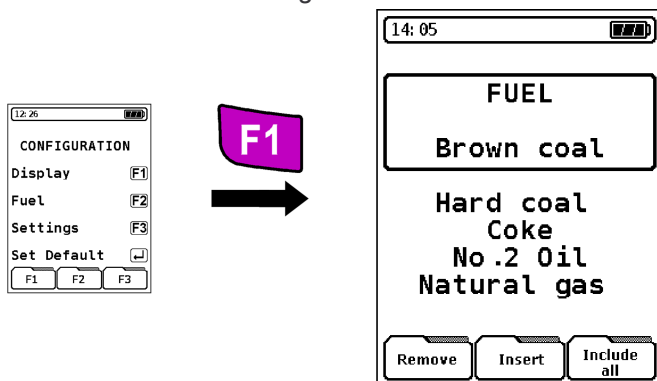 12:26
CONFIGURATION
Display F1
Fuel F2
Settings F3
Set Default ↵
F1 F2 F3
F1
14:05
FUEL
Brown coal
Hard coal
Coke
No.2 Oil
Natural gas
Remove Insert Include all